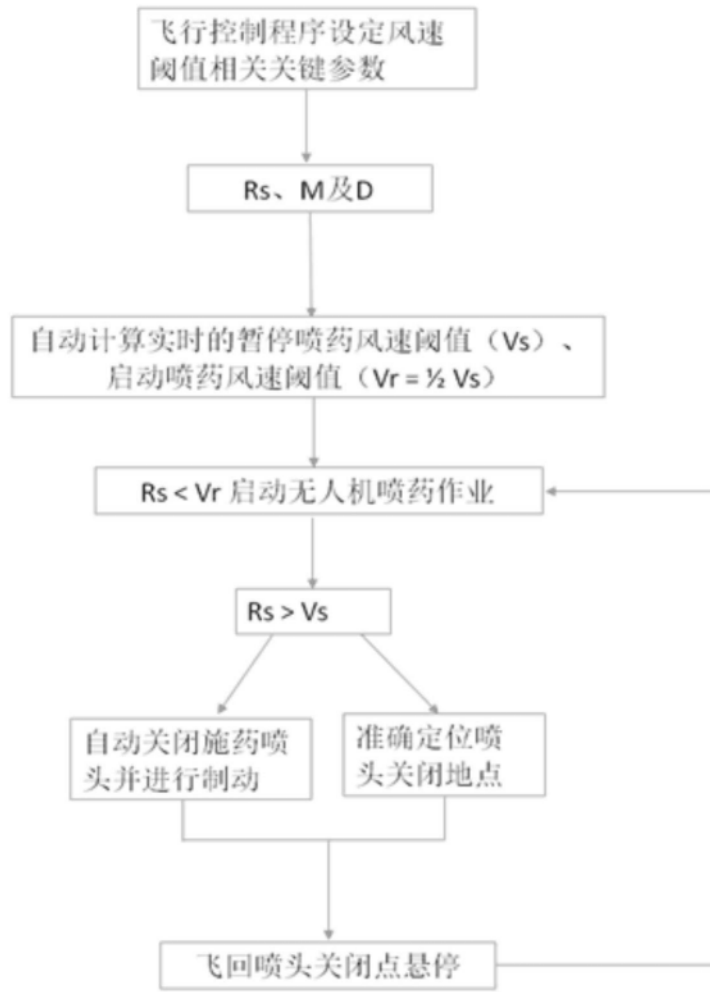 飞行控制程序设定风速
阈值相关关键参数
Rs、M及D
自动计算实时的暂停喷药风速阈值（Vs）、
启动喷药风速阈值（Vr = ½ Vs）
Rs < Vr 启动无人机喷药作业
Rs > Vs
自动关闭施药喷
头并进行制动
准确定位喷
头关闭地点
飞回喷头关闭点悬停